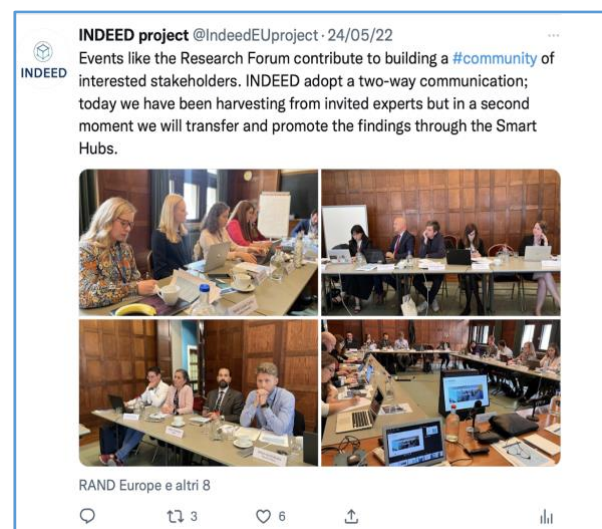 INDEED project @IndeedEUproject · 24/05/22
INDEED
Events like the Research Forum contribute to building a #community of
interested stakeholders. INDEED adopt a two-way communication;
today we have been harvesting from invited experts but in a second
moment we will transfer and promote the findings through the Smart
Hubs.
RAND Europe e altri 8
3
6